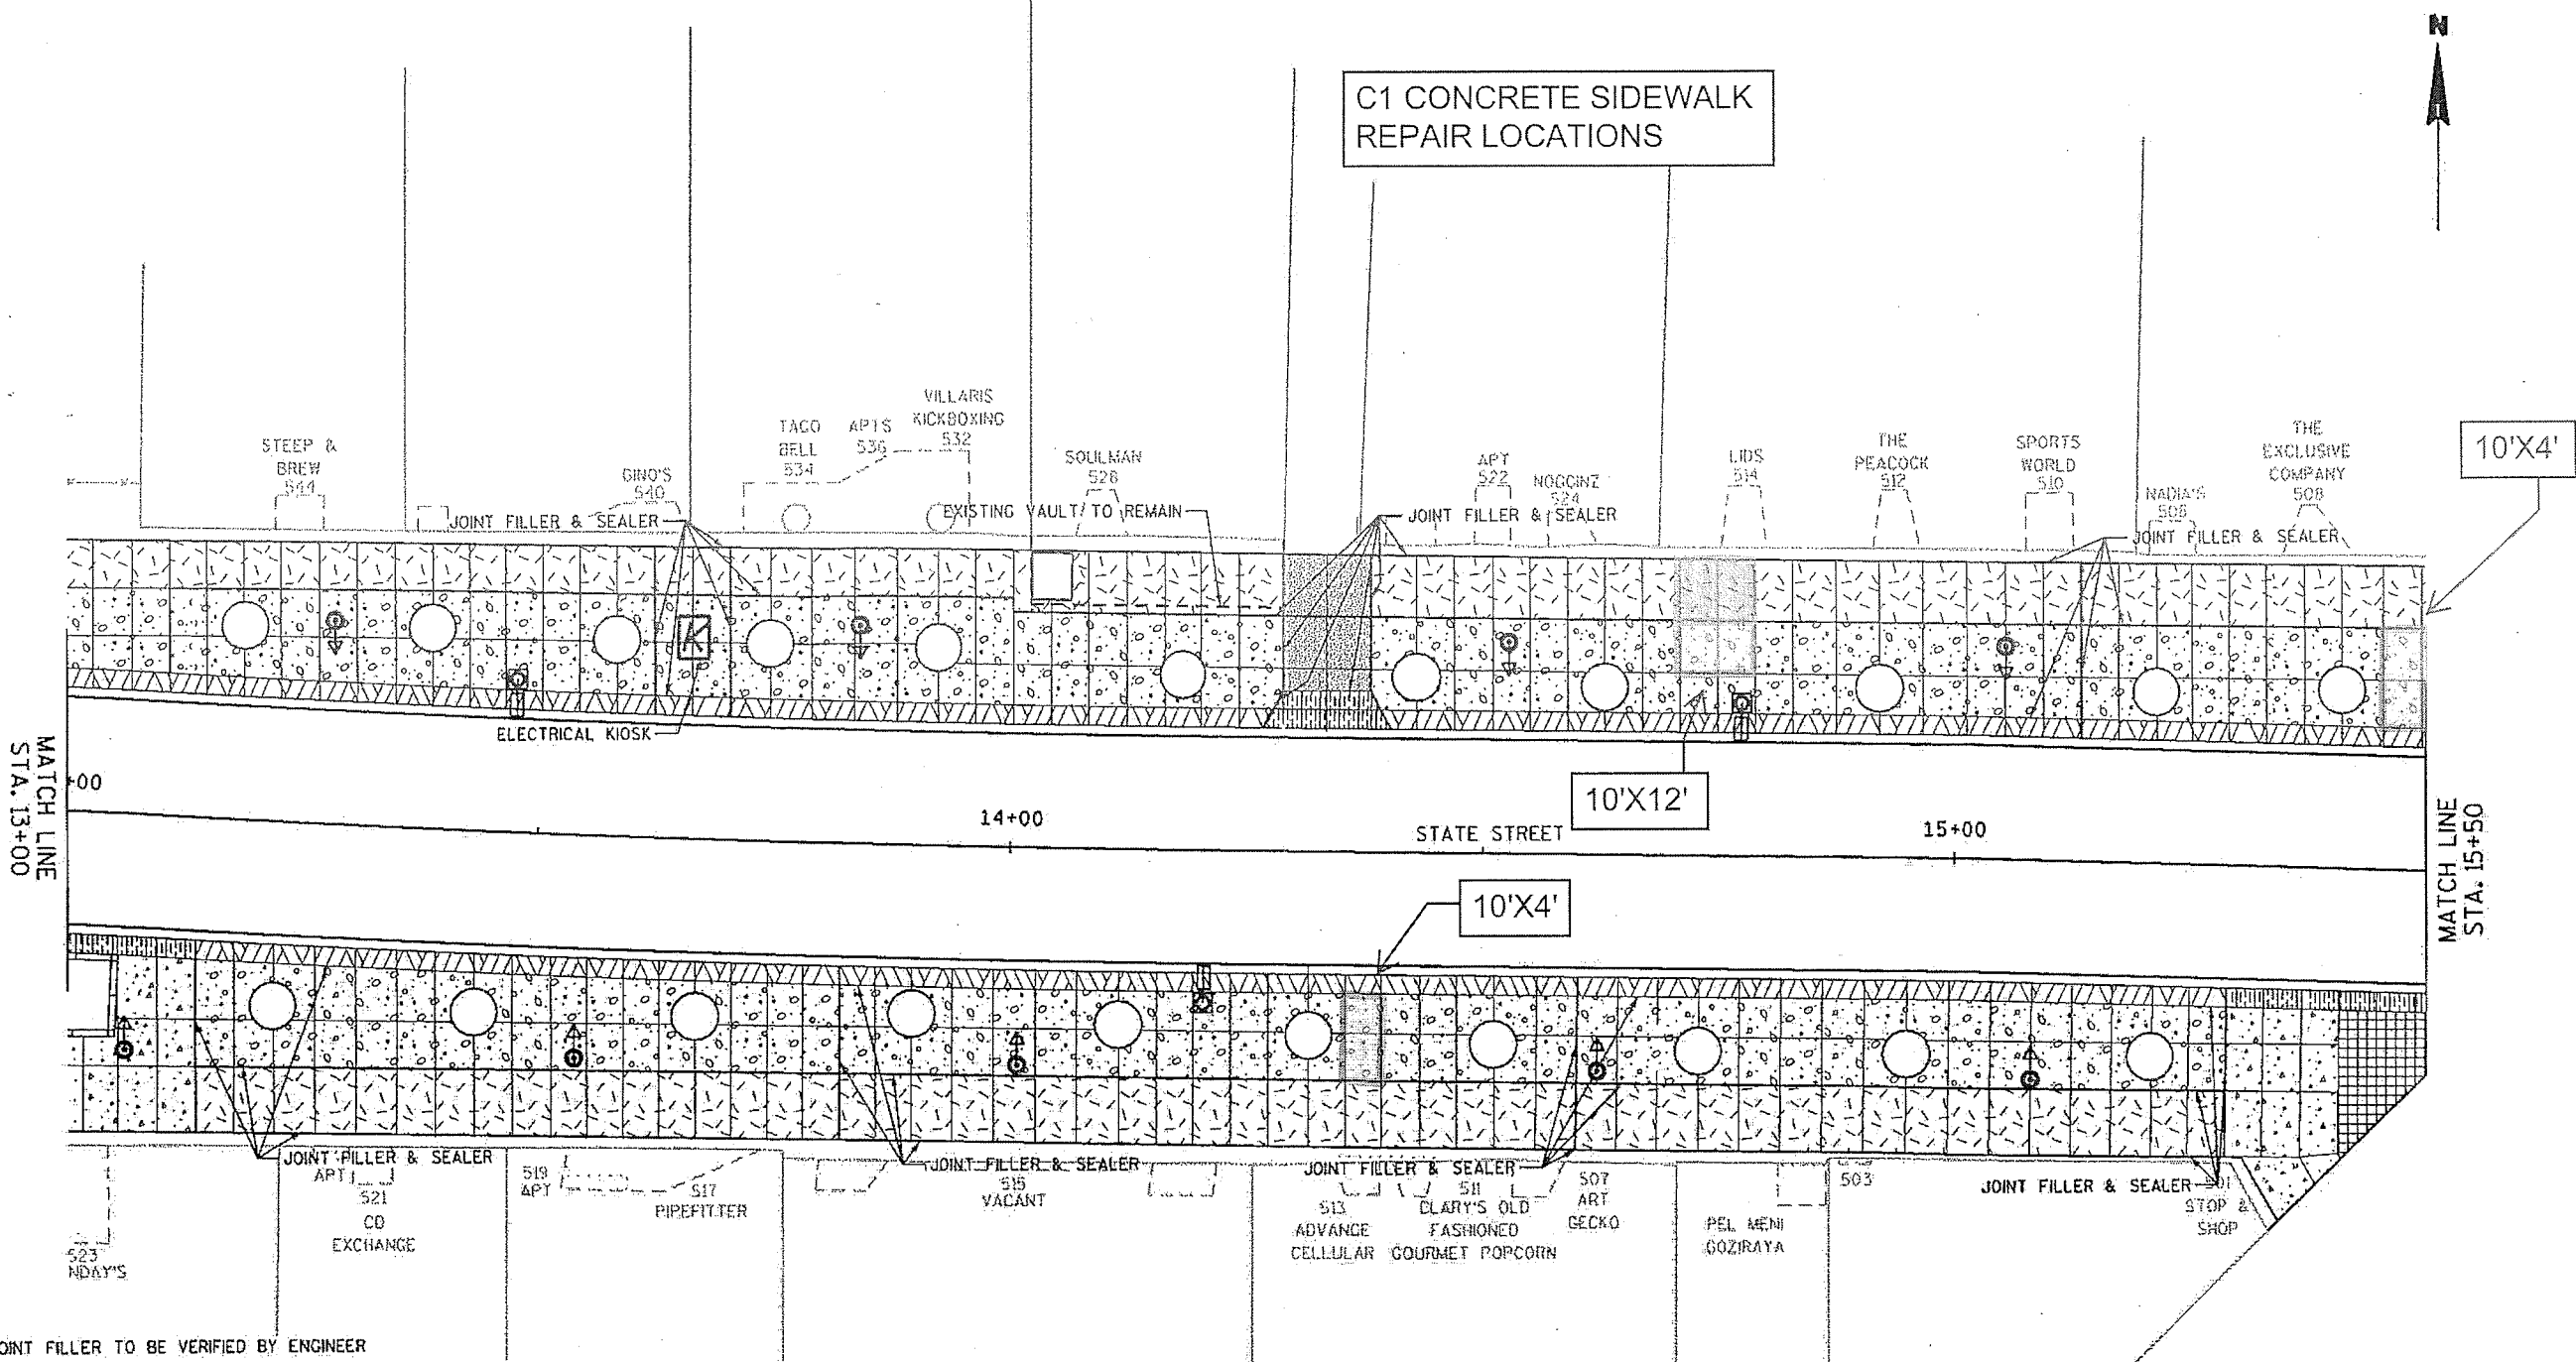 N
C1 CONCRETE SIDEWALK
REPAIR LOCATIONS
10'X4'
STEEP &
BREW
544
GINO'S
540
TACO
BELL
534
APTS
536
VILLARIS
KICKBOXING
532
SOULMAN
528
APT
522
NOGGINZ
524
LIDS
514
THE
PEACOCK
512
SPORTS
WORLD
510
NADIA'S
508
THE
EXCLUSIVE
COMPANY
508
JOINT FILLER & SEALER
EXISTING VAULT TO REMAIN
JOINT FILLER & SEALER
JOINT FILLER & SEALER
K
ELECTRICAL KIOSK
10'X12'
MATCH LINE
STA. 13+00
+00
14+00
STATE STREET
15+00
MATCH LINE
STA. 15+50
10'X4'
JOINT FILLER & SEALER
JOINT FILLER & SEALER
JOINT FILLER & SEALER
JOINT FILLER & SEALER
523
NDAY'S
APT
521
CD
EXCHANGE
519
APT
517
PIPEFITTER
515
VACANT
513
ADVANCE
CELLULAR
511
CLARY'S OLD
FASHIONED
GOURMET POPCORN
507
ART
GECKO
PEL MENI
GOZIRAYA
503
501
STOP &
SHOP
OINT FILLER TO BE VERIFIED BY ENGINEER